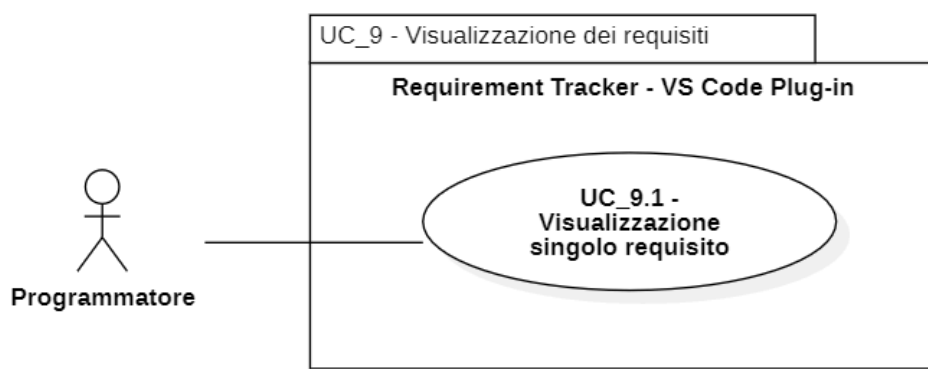 UC_9 - Visualizzazione dei requisiti
Requirement Tracker - VS Code Plug-in
UC_9.1 -
Visualizzazione
singolo requisito
Programmatore